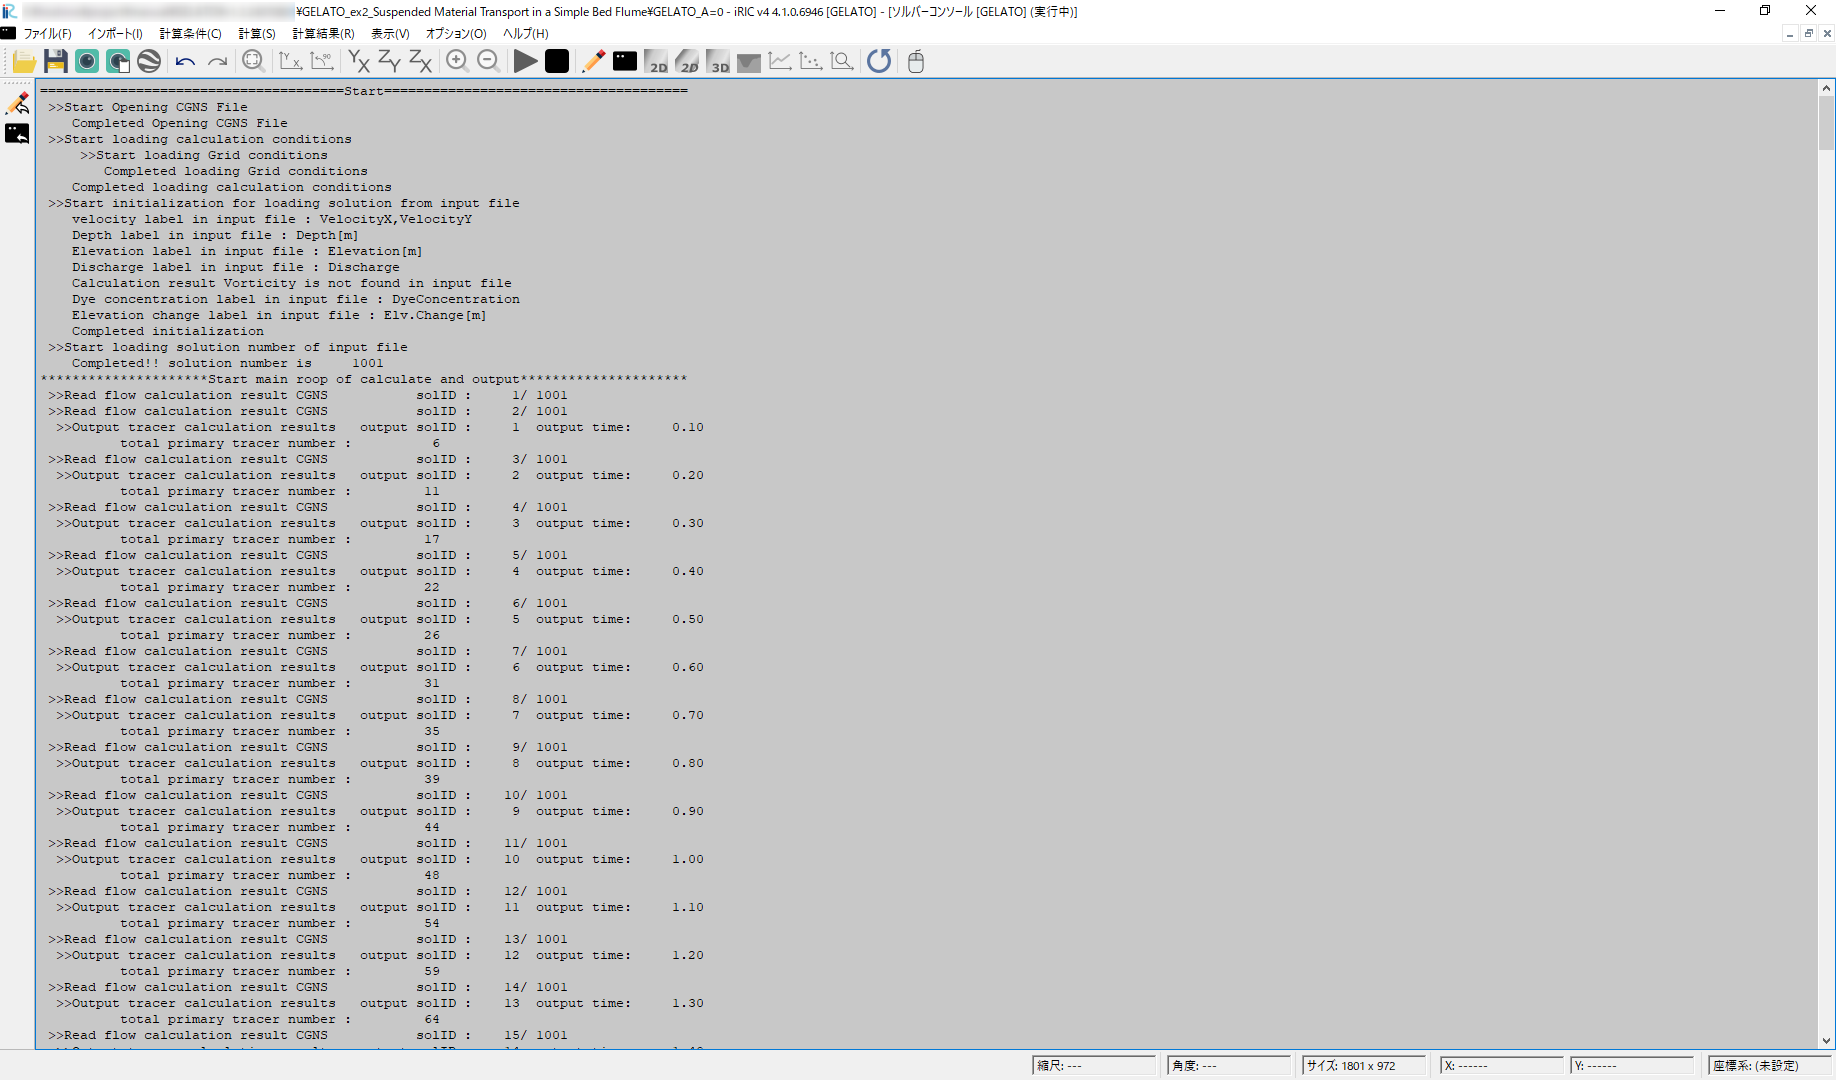 ¥GELATO_ex2_Suspended Material Transport in a Simple Bed Flume¥GELATO_A=0 - iRIC v4 4.1.0.6946 [GELATO] - [ソルバーコンソール [GELATO] (実行中)]
ファイル(F) インポート(I) 計算条件(C) 計算(S) 計算結果(R) 表示(V) オプション(O) ヘルプ(H)
======================================Start======================================
>>Start Opening CGNS File
Completed Opening CGNS File
>>Start loading calculation conditions
>>Start loading Grid conditions
Completed loading Grid conditions
Completed loading calculation conditions
>>Start initialization for loading solution from input file
velocity label in input file : VelocityX,VelocityY
Depth label in input file : Depth[m]
Elevation label in input file : Elevation[m]
Discharge label in input file : Discharge
Calculation result Vorticity is not found in input file
Dye concentration label in input file : DyeConcentration
Elevation change label in input file : Elv.Change[m]
Completed initialization
>>Start loading solution number of input file
Completed!! solution number is 1001
*********************Start main roop of calculate and output*********************
>>Read flow calculation result CGNS solID : 1/ 1001
>>Read flow calculation result CGNS solID : 2/ 1001
>>Output tracer calculation results output solID : 1 output time: 0.10
total primary tracer number : 6
>>Read flow calculation result CGNS solID : 3/ 1001
>>Output tracer calculation results output solID : 2 output time: 0.20
total primary tracer number : 11
>>Read flow calculation result CGNS solID : 4/ 1001
>>Output tracer calculation results output solID : 3 output time: 0.30
total primary tracer number : 17
>>Read flow calculation result CGNS solID : 5/ 1001
>>Output tracer calculation results output solID : 4 output time: 0.40
total primary tracer number : 22
>>Read flow calculation result CGNS solID : 6/ 1001
>>Output tracer calculation results output solID : 5 output time: 0.50
total primary tracer number : 26
>>Read flow calculation result CGNS solID : 7/ 1001
>>Output tracer calculation results output solID : 6 output time: 0.60
total primary tracer number : 31
>>Read flow calculation result CGNS solID : 8/ 1001
>>Output tracer calculation results output solID : 7 output time: 0.70
total primary tracer number : 35
>>Read flow calculation result CGNS solID : 9/ 1001
>>Output tracer calculation results output solID : 8 output time: 0.80
total primary tracer number : 39
>>Read flow calculation result CGNS solID : 10/ 1001
>>Output tracer calculation results output solID : 9 output time: 0.90
total primary tracer number : 44
>>Read flow calculation result CGNS solID : 11/ 1001
>>Output tracer calculation results output solID : 10 output time: 1.00
total primary tracer number : 48
>>Read flow calculation result CGNS solID : 12/ 1001
>>Output tracer calculation results output solID : 11 output time: 1.10
total primary tracer number : 54
>>Read flow calculation result CGNS solID : 13/ 1001
>>Output tracer calculation results output solID : 12 output time: 1.20
total primary tracer number : 59
>>Read flow calculation result CGNS solID : 14/ 1001
>>Output tracer calculation results output solID : 13 output time: 1.30
total primary tracer number : 64
>>Read flow calculation result CGNS solID : 15/ 1001
縮尺: --- 角度: --- サイズ: 1801 x 972 X: ------ Y: ------ 座標系: (未設定)